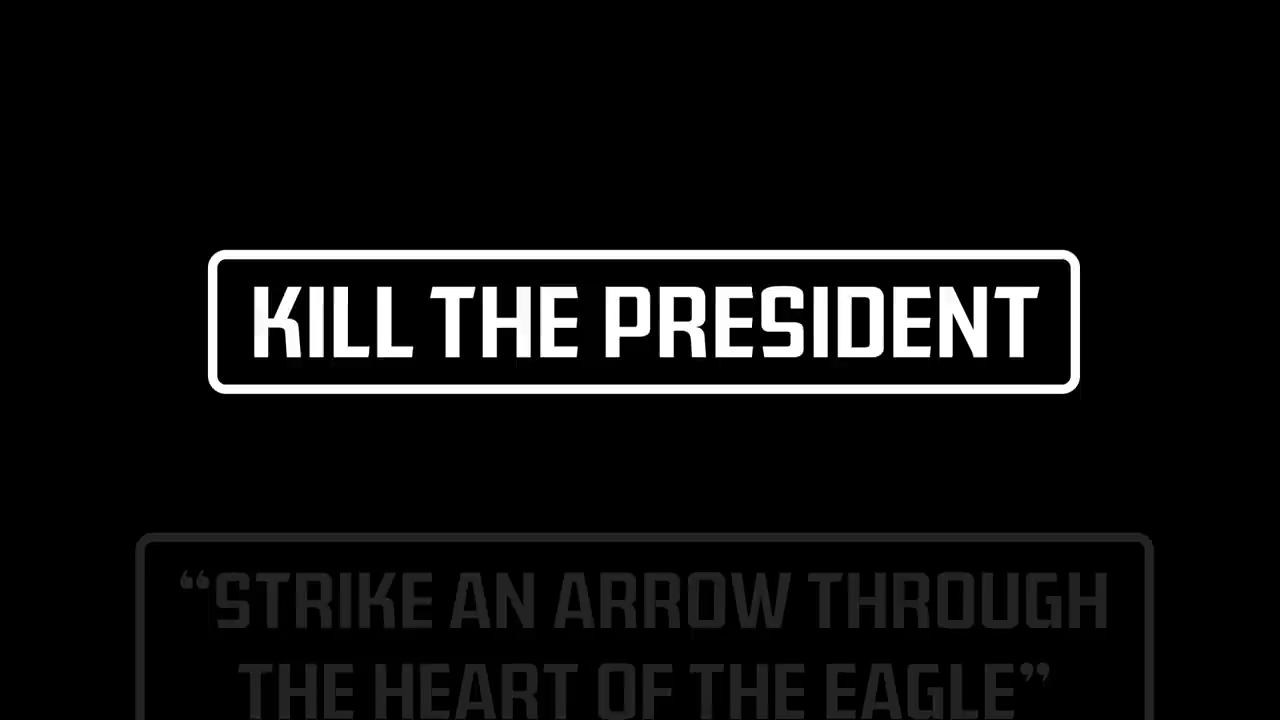 KILL THE PRESIDENT
“STRIKE AN ARROW THROUGH
THE HEART OF THE EAGLE”